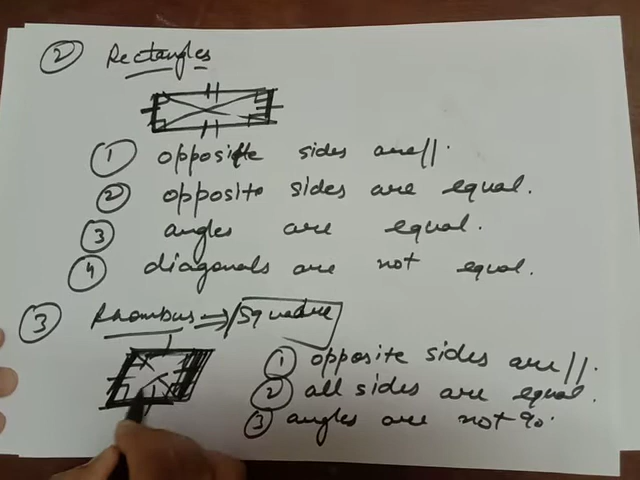 ② Rectangles
① opposite sides are ||.
② opposite sides are equal.
③ angles are equal.
④ diagonals are not equal.
③ Rhombus ⇒ / Square
① opposite sides are ||.
② all sides are equal.
③ angles are not 90.